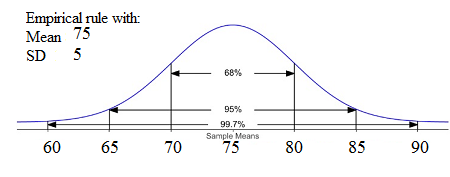 Empirical rule with:
Mean 75
SD 5
68%
95%
99.7%
Sample Means
60 65 70 75 80 85 90